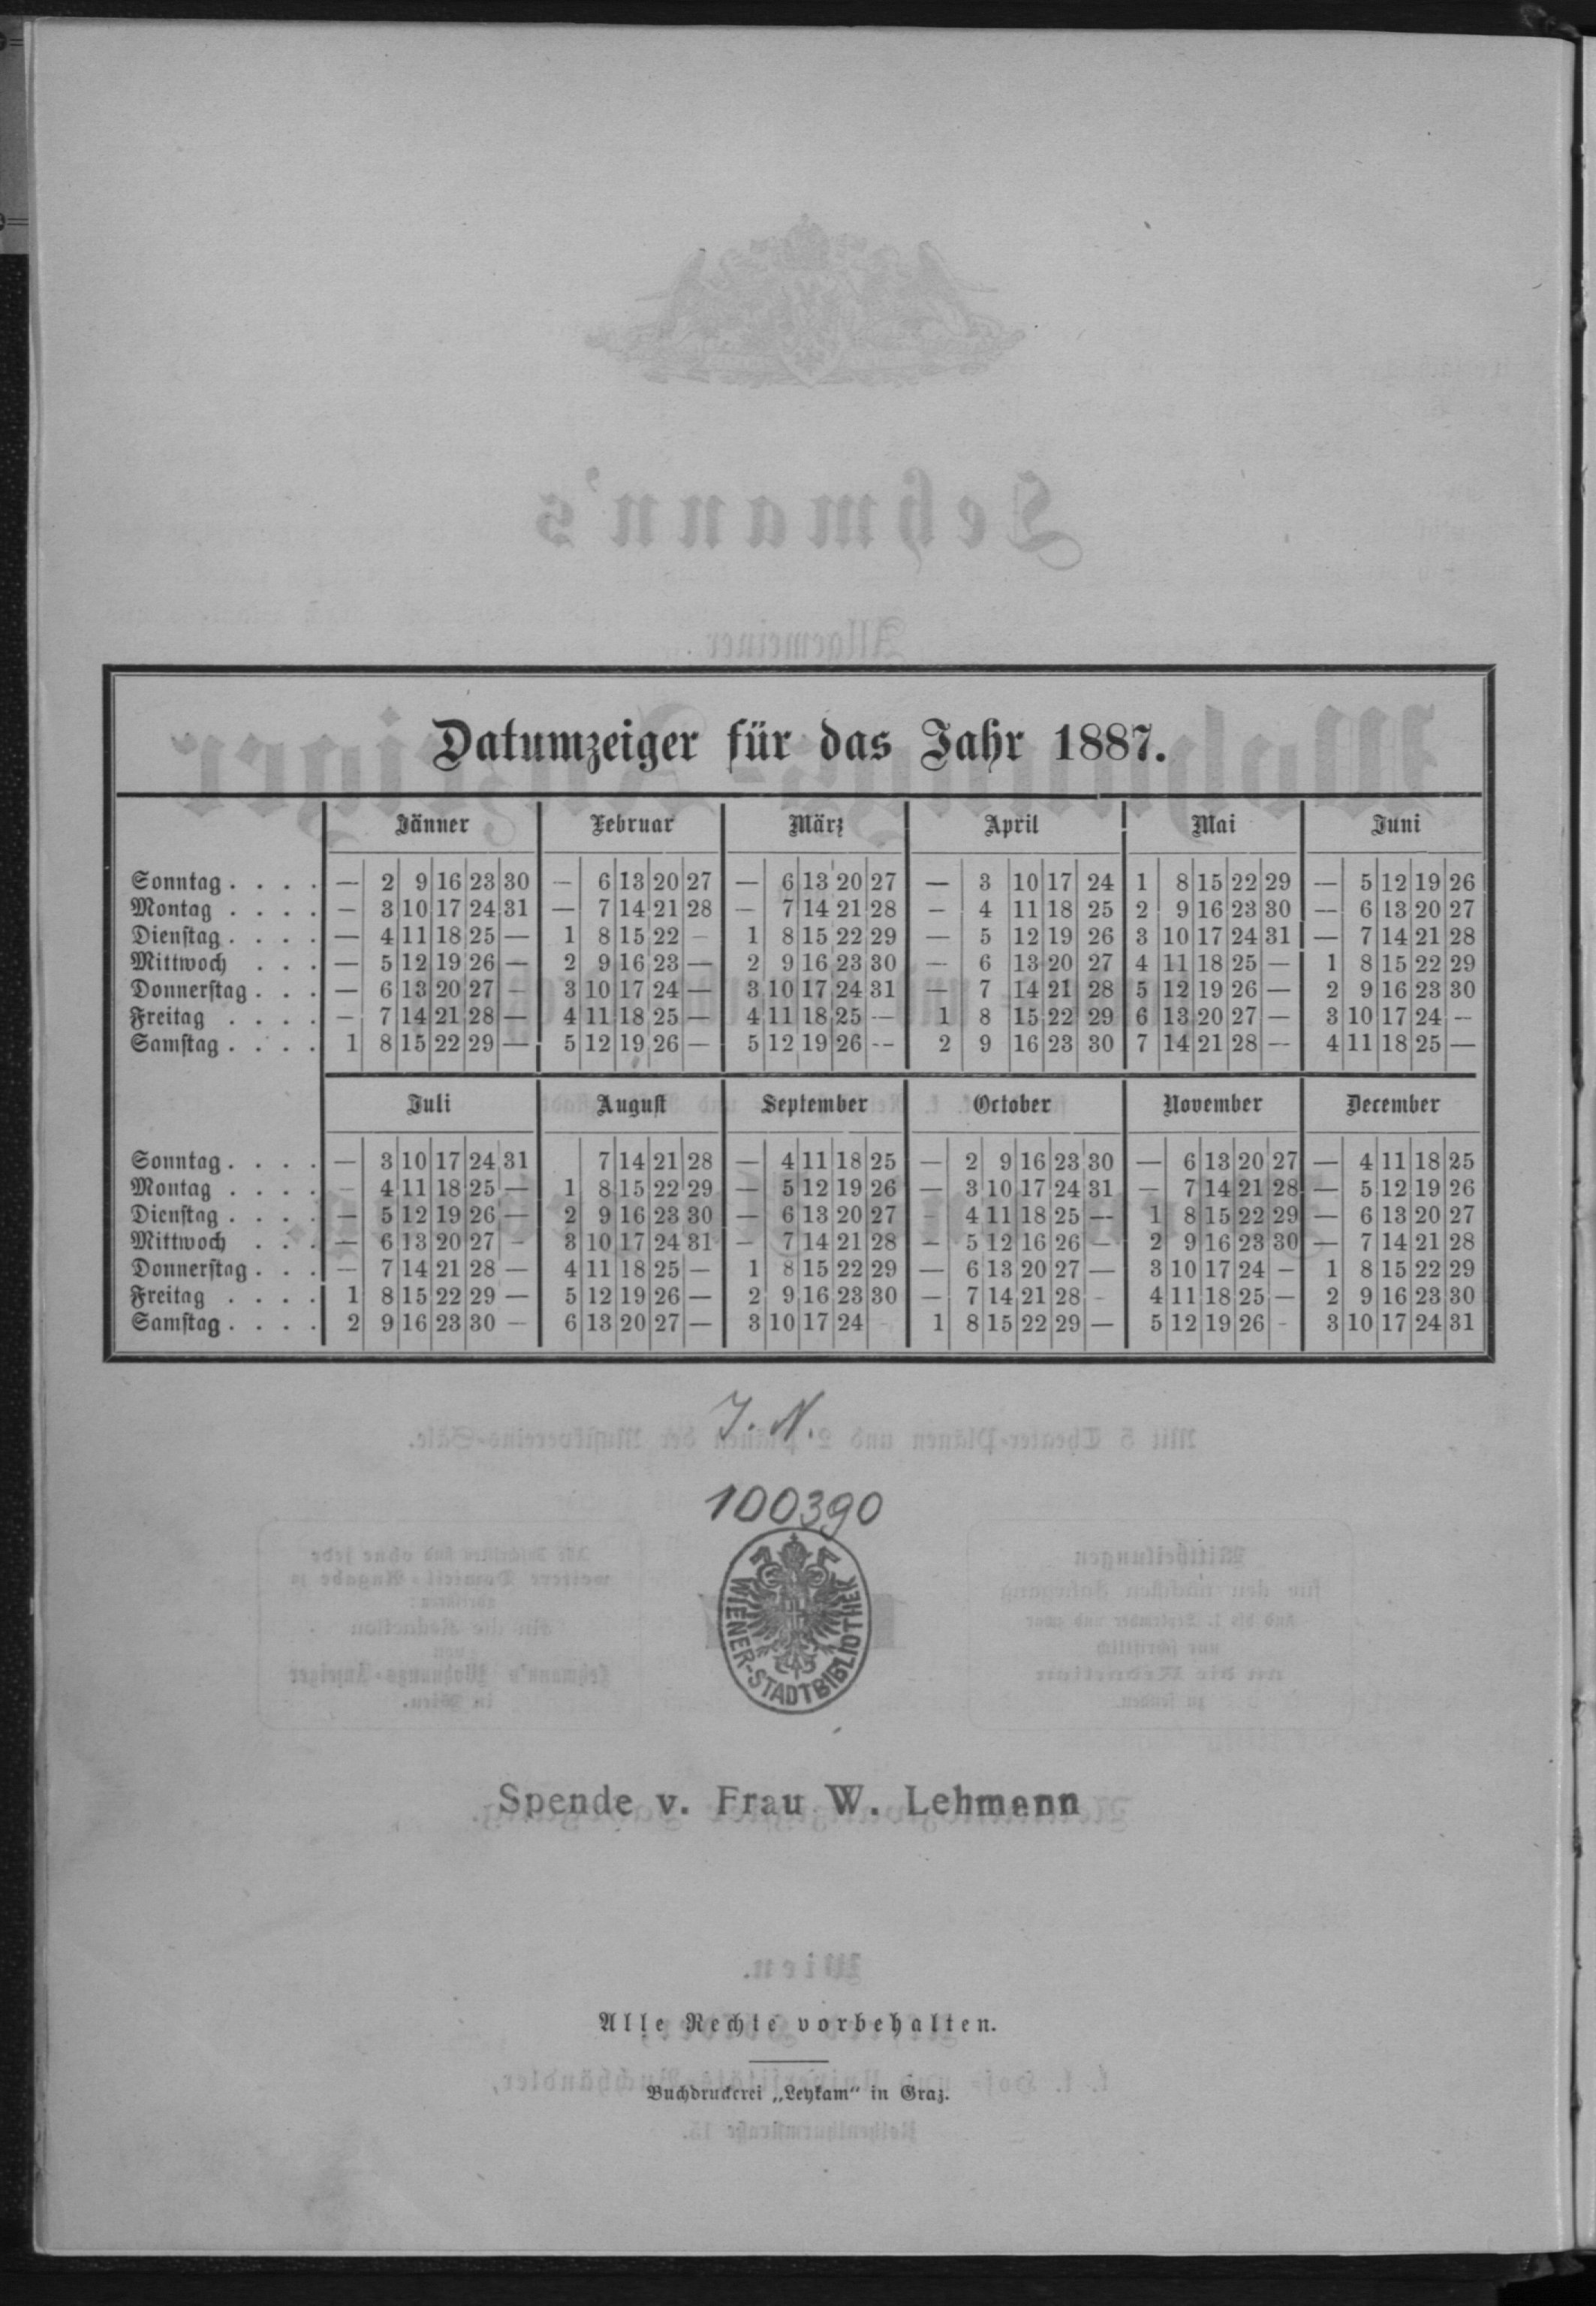 Datumzeiger für das Jahr 1887.
Jänner Februar März April Mai Juni
Sonntag . . . . — 2 9 16 23 30 — 6 13 20 27 — 6 13 20 27 — 3 10 17 24 1 8 15 22 29 — 5 12 19 26
Montag . . . . — 3 10 17 24 31 — 7 14 21 28 — 7 14 21 28 — 4 11 18 25 2 9 16 23 30 — 6 13 20 27
Dienstag . . . . — 4 11 18 25 — 1 8 15 22 — 1 8 15 22 29 — 5 12 19 26 3 10 17 24 31 — 7 14 21 28
Mittwoch . . . — 5 12 19 26 — 2 9 16 23 — 2 9 16 23 30 — 6 13 20 27 4 11 18 25 — 1 8 15 22 29
Donnerstag . . . — 6 13 20 27 — 3 10 17 24 — 3 10 17 24 31 — 7 14 21 28 5 12 19 26 — 2 9 16 23 30
Freitag . . . . — 7 14 21 28 — 4 11 18 25 — 4 11 18 25 — 1 8 15 22 29 6 13 20 27 — 3 10 17 24 —
Samstag . . . . 1 8 15 22 29 — 5 12 19 26 — 5 12 19 26 — 2 9 16 23 30 7 14 21 28 — 4 11 18 25 —
Juli August September October November December
Sonntag . . . . — 3 10 17 24 31 7 14 21 28 — 4 11 18 25 — 2 9 16 23 30 — 6 13 20 27 — 4 11 18 25
Montag . . . . — 4 11 18 25 — 1 8 15 22 29 — 5 12 19 26 — 3 10 17 24 31 — 7 14 21 28 — 5 12 19 26
Dienstag . . . . — 5 12 19 26 — 2 9 16 23 30 — 6 13 20 27 — 4 11 18 25 — 1 8 15 22 29 — 6 13 20 27
Mittwoch . . . — 6 13 20 27 — 3 10 17 24 31 — 7 14 21 28 — 5 12 16 26 — 2 9 16 23 30 — 7 14 21 28
Donnerstag . . . — 7 14 21 28 — 4 11 18 25 — 1 8 15 22 29 — 6 13 20 27 — 3 10 17 24 — 1 8 15 22 29
Freitag . . . . 1 8 15 22 29 — 5 12 19 26 — 2 9 16 23 30 — 7 14 21 28 — 4 11 18 25 — 2 9 16 23 30
Samstag . . . . 2 9 16 23 30 — 6 13 20 27 — 3 10 17 24 — 1 8 15 22 29 — 5 12 19 26 — 3 10 17 24 31
J. N.
100390
WIENER-STADTBIBLIOTHEK
Spende v. Frau W. Lehmann
Alle Rechte vorbehalten.
Buchdruckerei „Leykam“ in Graz.